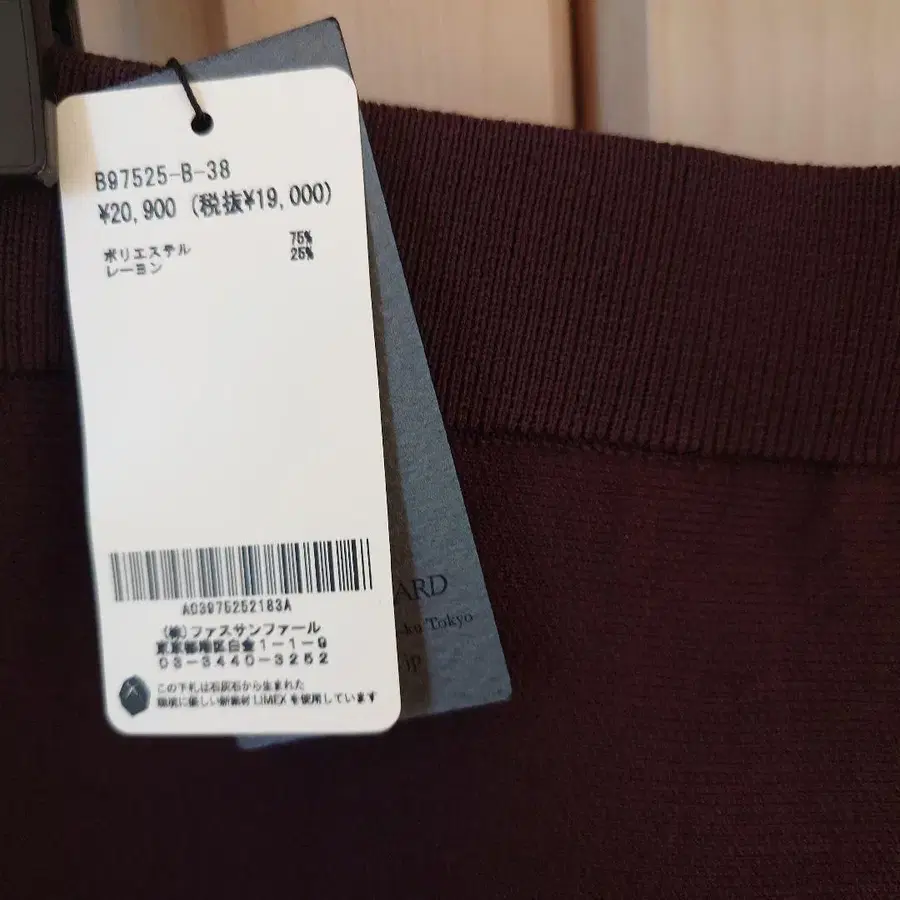 B97525-B-38
¥20,900 (税抜¥19,000)
ポリエステル 75%
レーヨン 25%
A03975252183A
(株)ファスサンファール
東京都港区白金1-1-9
03-3440-3252
この下札は石灰石から生まれた
環境に優しい新素材 LIMEX を使用しています
ARD
ku Tokyo
jp